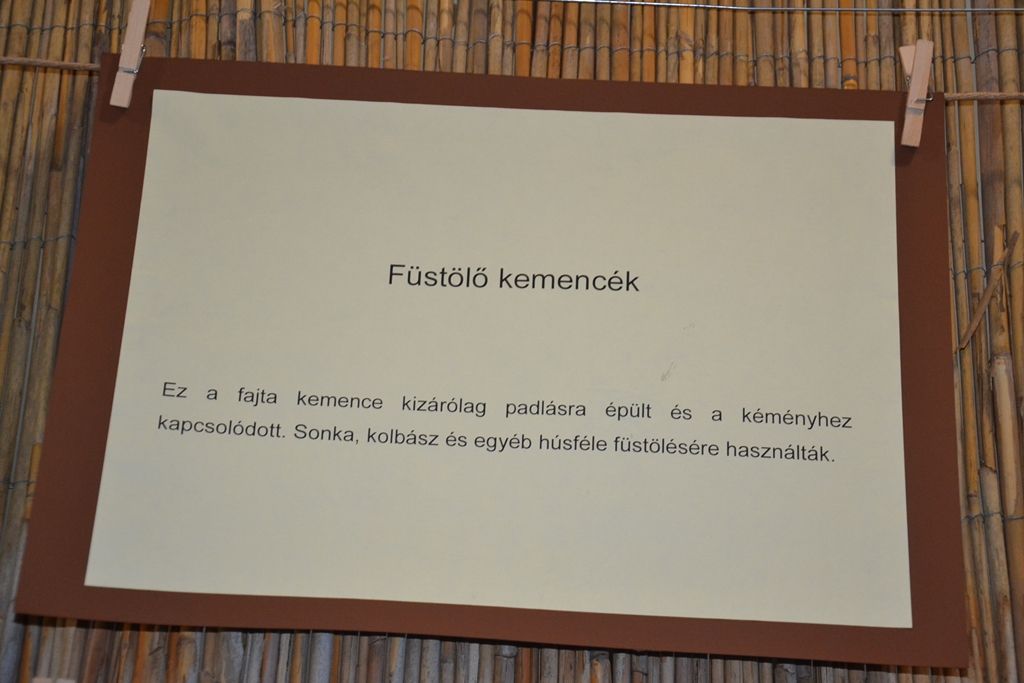 Füstölő kemencék
Ez a fajta kemence kizárólag padlásra épült és a kéményhez
kapcsolódott. Sonka, kolbász és egyéb húsféle füstölésére használták.